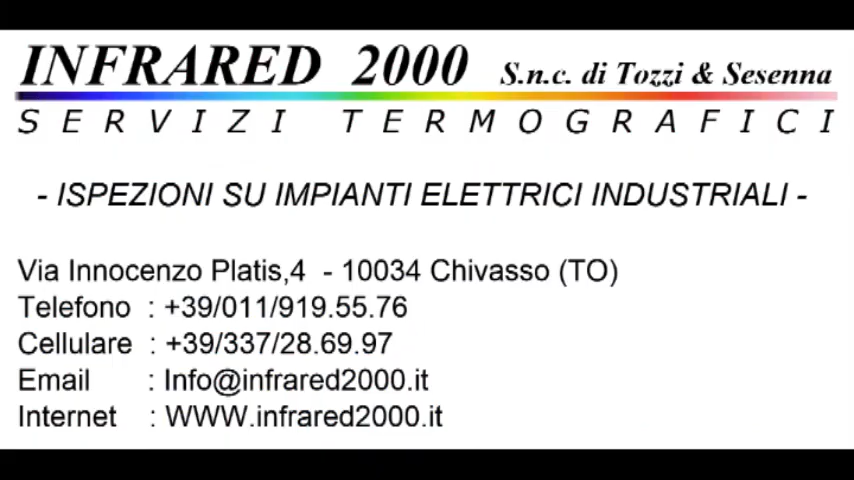 INFRARED 2000 S.n.c. di Tozzi & Sesenna
SERVIZI TERMOGRAFICI
- ISPEZIONI SU IMPIANTI ELETTRICI INDUSTRIALI -
Via Innocenzo Platis,4 - 10034 Chivasso (TO)
Telefono : +39/011/919.55.76
Cellulare : +39/337/28.69.97
Email : Info@infrared2000.it
Internet : WWW.infrared2000.it